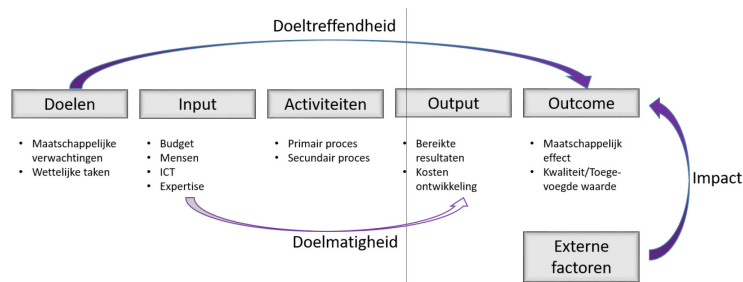 Doeltreffendheid
Doelen
Input
Activiteiten
Output
Outcome
• Maatschappelijke
verwachtingen
• Wettelijke taken
• Budget
• Mensen
• ICT
• Expertise
• Primair proces
• Secundair proces
• Bereikte
resultaten
• Kosten
ontwikkeling
• Maatschappelijk
effect
• Kwaliteit/Toege-
voegde waarde
Impact
Doelmatigheid
Externe
factoren